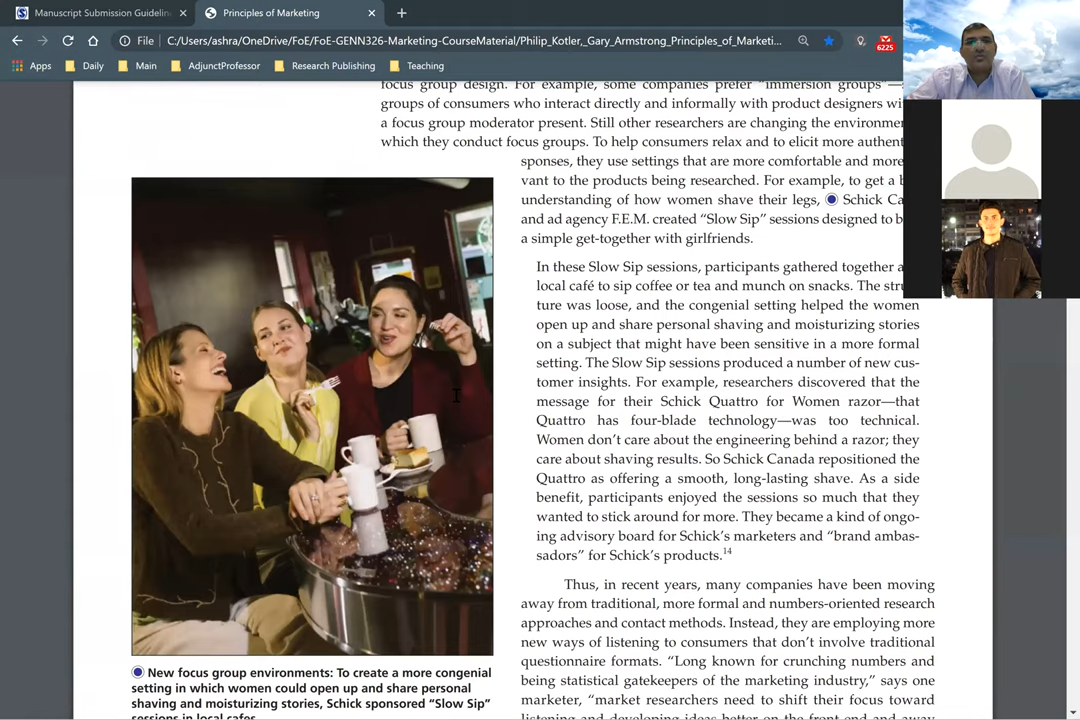 Manuscript Submission Guidelin
Principles of Marketing
File
C:/Users/ashra/OneDrive/FoE/FoE-GENN326-Marketing-CourseMaterial/Philip_Kotler,_Gary_Armstrong_Principles_of_Marketi...
6225
Apps
Daily
Main
AdjunctProfessor
Research Publishing
Teaching
focus group design. For example, some companies prefer “immersion groups”—
groups of consumers who interact directly and informally with product designers wi
a focus group moderator present. Still other researchers are changing the environme
which they conduct focus groups. To help consumers relax and to elicit more authent
sponses, they use settings that are more comfortable and more
vant to the products being researched. For example, to get a b
understanding of how women shave their legs, Schick Ca
and ad agency F.E.M. created “Slow Sip” sessions designed to b
a simple get-together with girlfriends.
In these Slow Sip sessions, participants gathered together a
local café to sip coffee or tea and munch on snacks. The struc-
ture was loose, and the congenial setting helped the women
open up and share personal shaving and moisturizing stories
on a subject that might have been sensitive in a more formal
setting. The Slow Sip sessions produced a number of new cus-
tomer insights. For example, researchers discovered that the
message for their Schick Quattro for Women razor—that
Quattro has four-blade technology—was too technical.
Women don’t care about the engineering behind a razor; they
care about shaving results. So Schick Canada repositioned the
Quattro as offering a smooth, long-lasting shave. As a side
benefit, participants enjoyed the sessions so much that they
wanted to stick around for more. They became a kind of ongo-
ing advisory board for Schick’s marketers and “brand ambas-
sadors” for Schick’s products.14
Thus, in recent years, many companies have been moving
away from traditional, more formal and numbers-oriented research
approaches and contact methods. Instead, they are employing more
new ways of listening to consumers that don’t involve traditional
questionnaire formats. “Long known for crunching numbers and
being statistical gatekeepers of the marketing industry,” says one
marketer, “market researchers need to shift their focus toward
listening and developing ideas better on the front end and away
New focus group environments: To create a more congenial
setting in which women could open up and share personal
shaving and moisturizing stories, Schick sponsored “Slow Sip”
sessions in local cafes